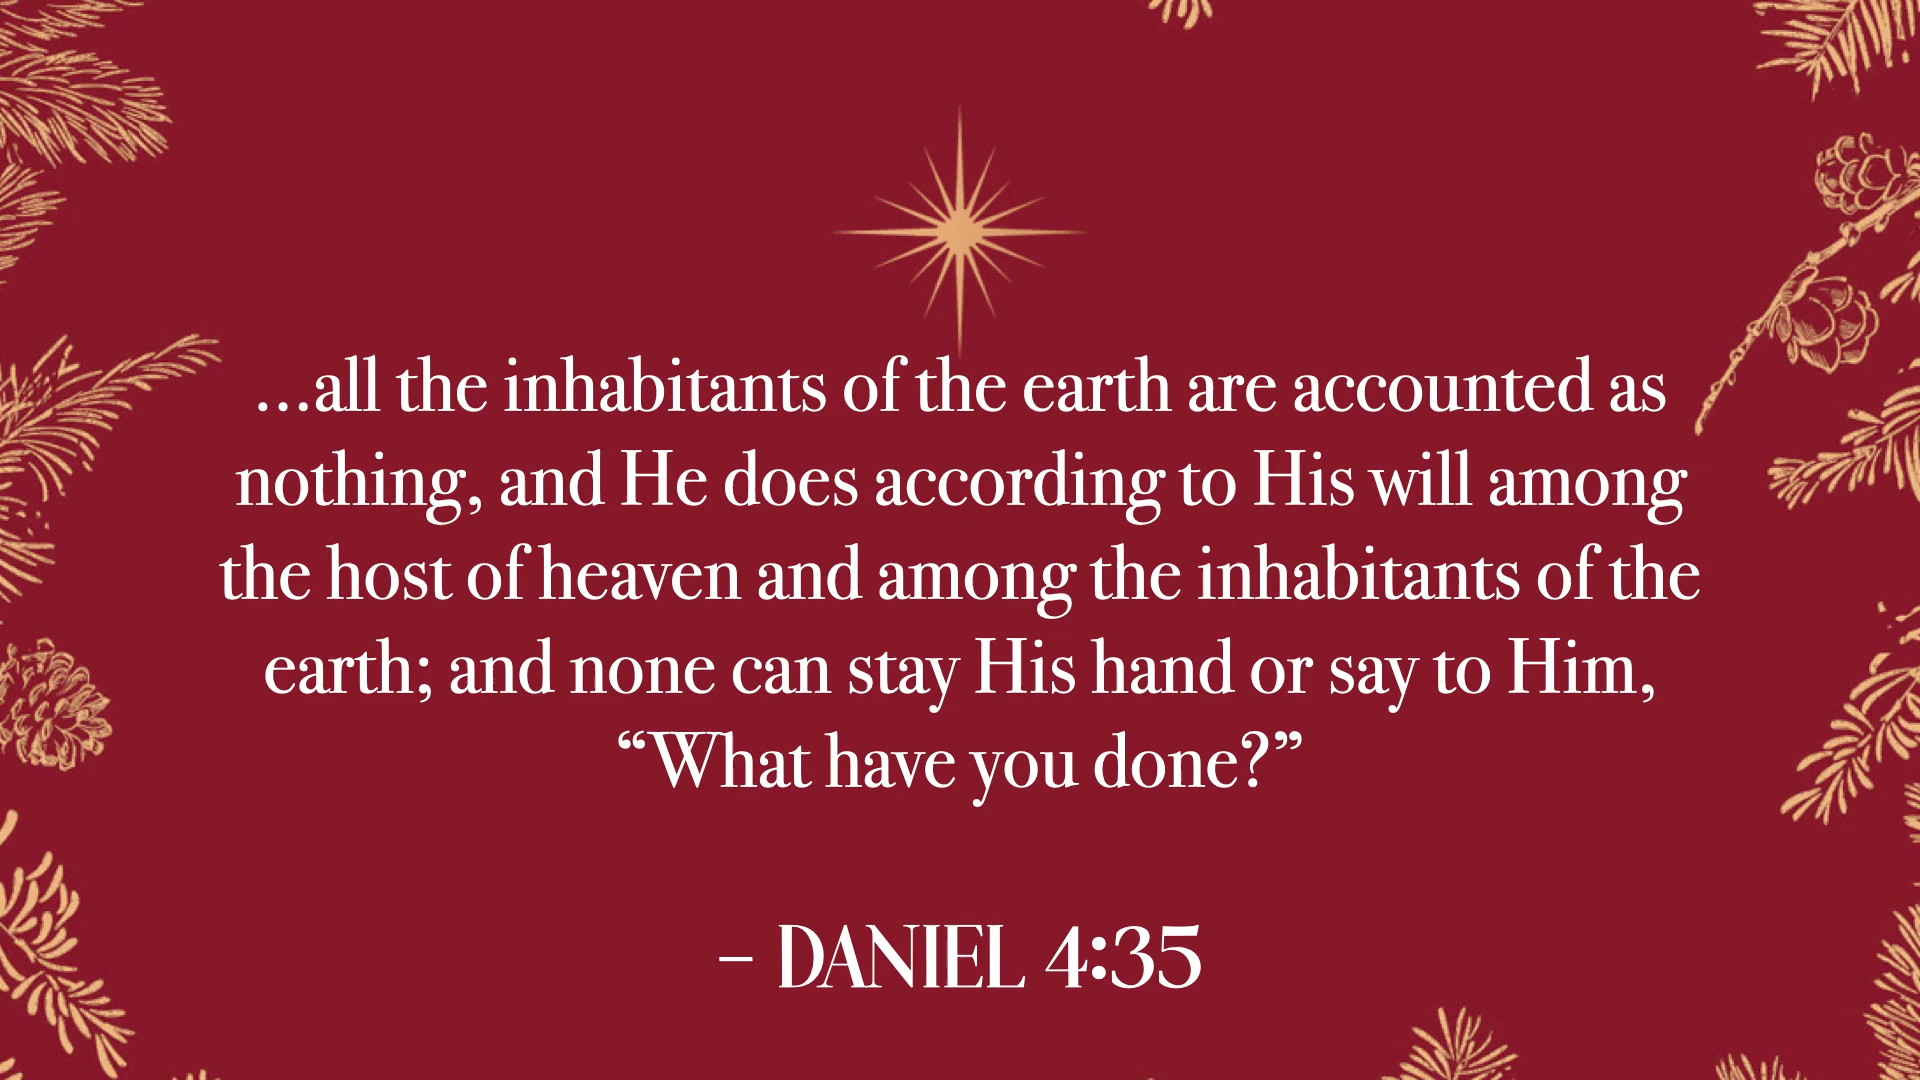 ...all the inhabitants of the earth are accounted as
nothing, and He does according to His will among
the host of heaven and among the inhabitants of the
earth; and none can stay His hand or say to Him,
“What have you done?”
– DANIEL 4:35